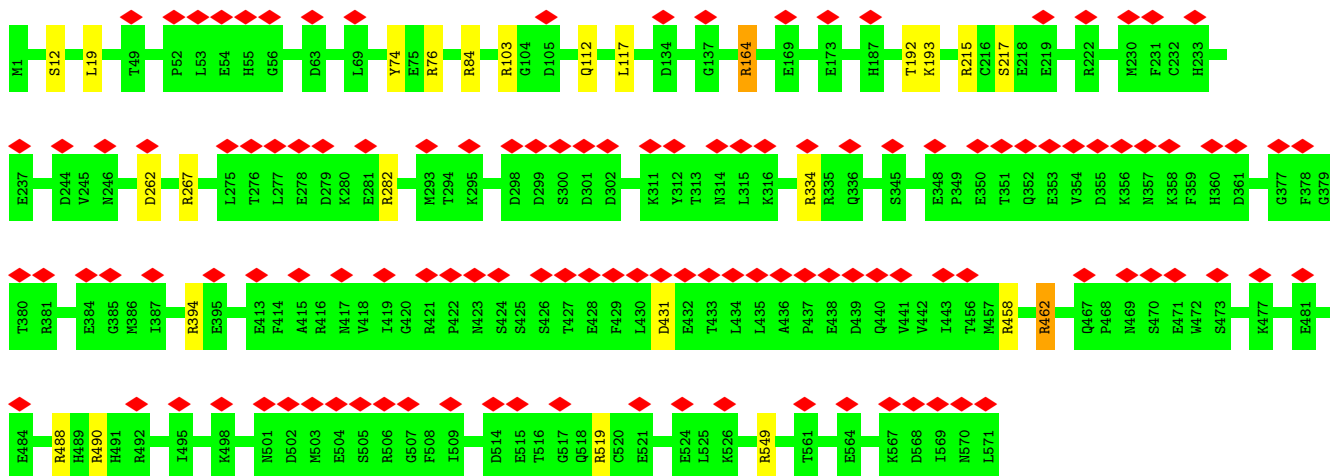 M1 S12 L19 T49 P52 L53 E54 H55 G56 D63 L69 Y74 E75 R76 R84 R103 G104 D105 Q112 L117 D134 G137 R164 E169 E173 H187 T192 K193 R215 C216 S217 E218 E219 R222 M230 F231 C232 H233
E237 D244 V245 N246 D262 R267 L275 T276 L277 E278 D279 K280 E281 R282 M293 T294 K295 D298 D299 S300 D301 D302 K311 Y312 T313 N314 L315 K316 R334 R335 Q336 S345 E348 P349 E350 T351 Q352 E353 V354 D355 K356 N357 K358 F359 H360 D361 G377 F378 G379
T380 R381 E384 G385 M386 I387 R394 E395 E413 F414 A415 R416 N417 V418 I419 G420 R421 P422 N423 S424 S425 S426 T427 E428 F429 L430 D431 E432 T433 L434 L435 A436 P437 E438 D439 Q440 V441 V442 I443 T456 M457 R458 R462 Q467 P468 N469 S470 E471 W472 S473 K477 E481
E484 R488 H489 R490 H491 R492 I495 K498 N501 D502 M503 E504 S505 R506 G507 F508 I509 D514 E515 T516 G517 Q518 R519 C520 E521 E524 L525 K526 R549 T561 E564 K567 D568 I569 N570 L571